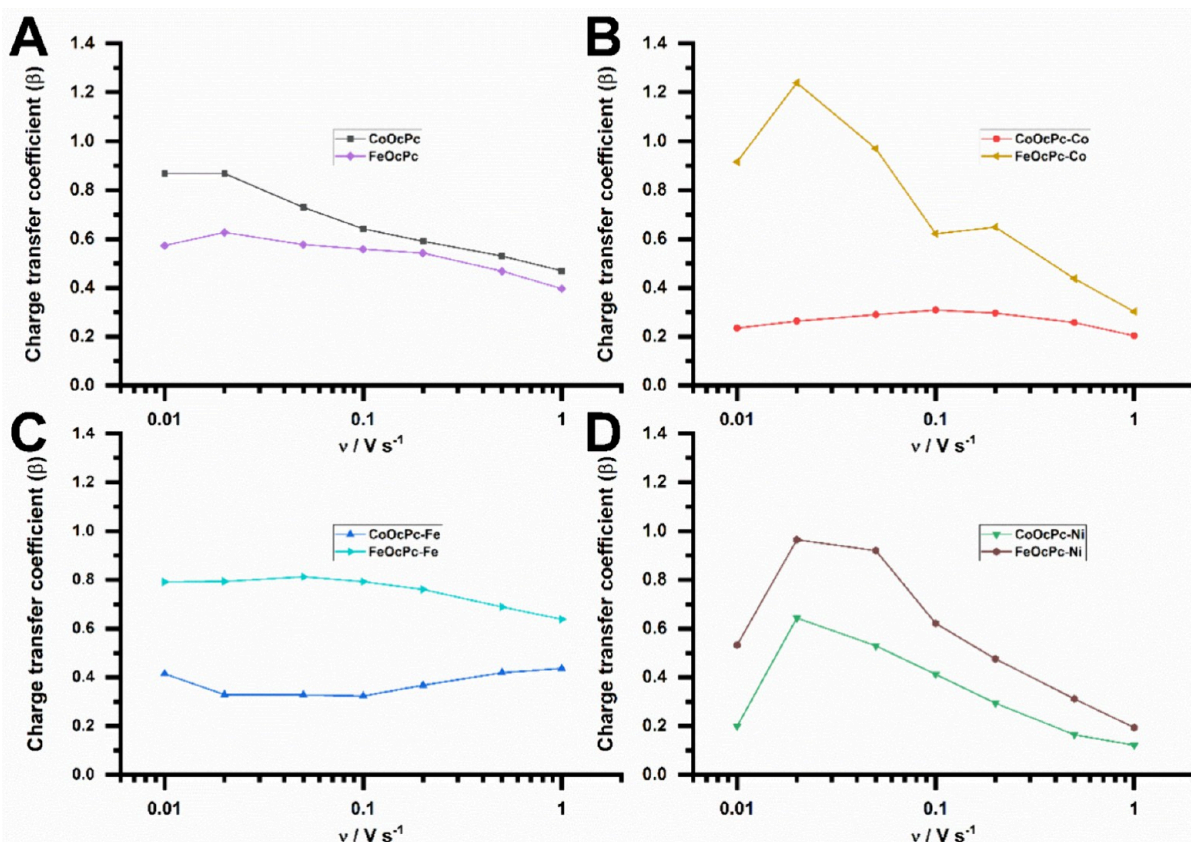 A
Charge transfer coefficient (β)
1.4
1.2
1.0
0.8
0.6
0.4
0.2
0.0
CoOcPc
FeOcPc
0.01
0.1
1
ν / V s⁻¹
B
Charge transfer coefficient (β)
1.4
1.2
1.0
0.8
0.6
0.4
0.2
0.0
CoOcPc-Co
FeOcPc-Co
0.01
0.1
1
ν / V s⁻¹
C
Charge transfer coefficient (β)
1.4
1.2
1.0
0.8
0.6
0.4
0.2
0.0
CoOcPc-Fe
FeOcPc-Fe
0.01
0.1
1
ν / V s⁻¹
D
Charge transfer coefficient (β)
1.4
1.2
1.0
0.8
0.6
0.4
0.2
0.0
CoOcPc-Ni
FeOcPc-Ni
0.01
0.1
1
ν / V s⁻¹